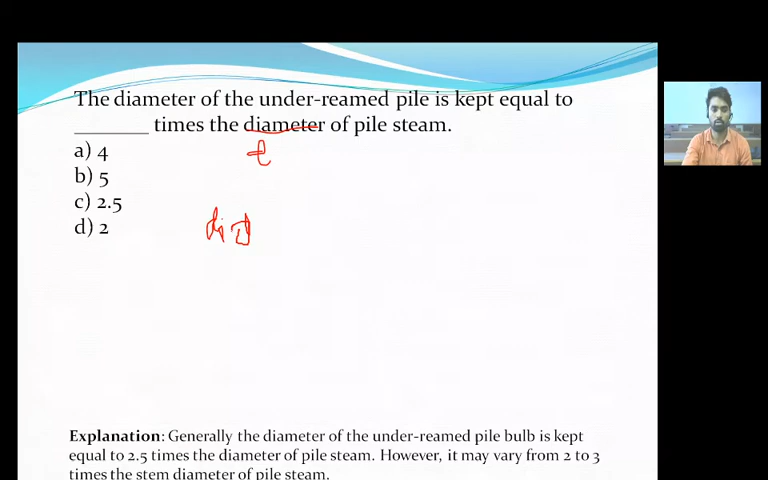 The diameter of the under-reamed pile is kept equal to
________ times the diameter of pile steam.
a) 4
b) 5
c) 2.5
d) 2
Explanation: Generally the diameter of the under-reamed pile bulb is kept
equal to 2.5 times the diameter of pile steam. However, it may vary from 2 to 3
times the stem diameter of pile steam.